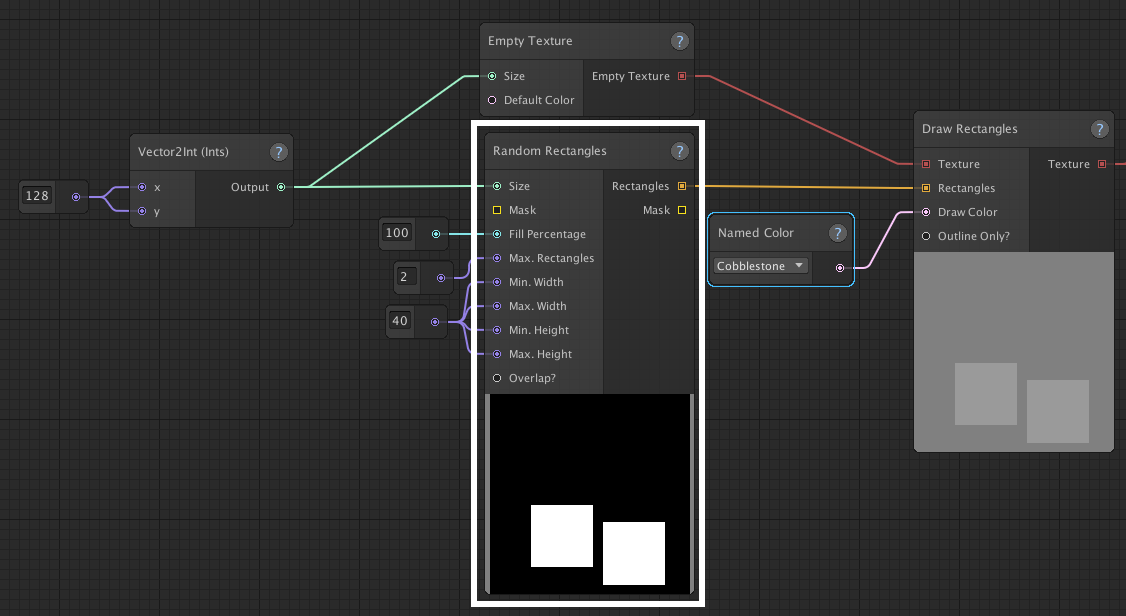 Empty Texture ?
Size
Empty Texture
Default Color
Vector2Int (Ints) ?
128
x
y
Output
Random Rectangles ?
Size
Rectangles
Mask
Mask
100
Fill Percentage
2
Max. Rectangles
Min. Width
40
Max. Width
Min. Height
Max. Height
Overlap?
Named Color ?
Cobblestone
Draw Rectangles ?
Texture
Texture
Rectangles
Draw Color
Outline Only?